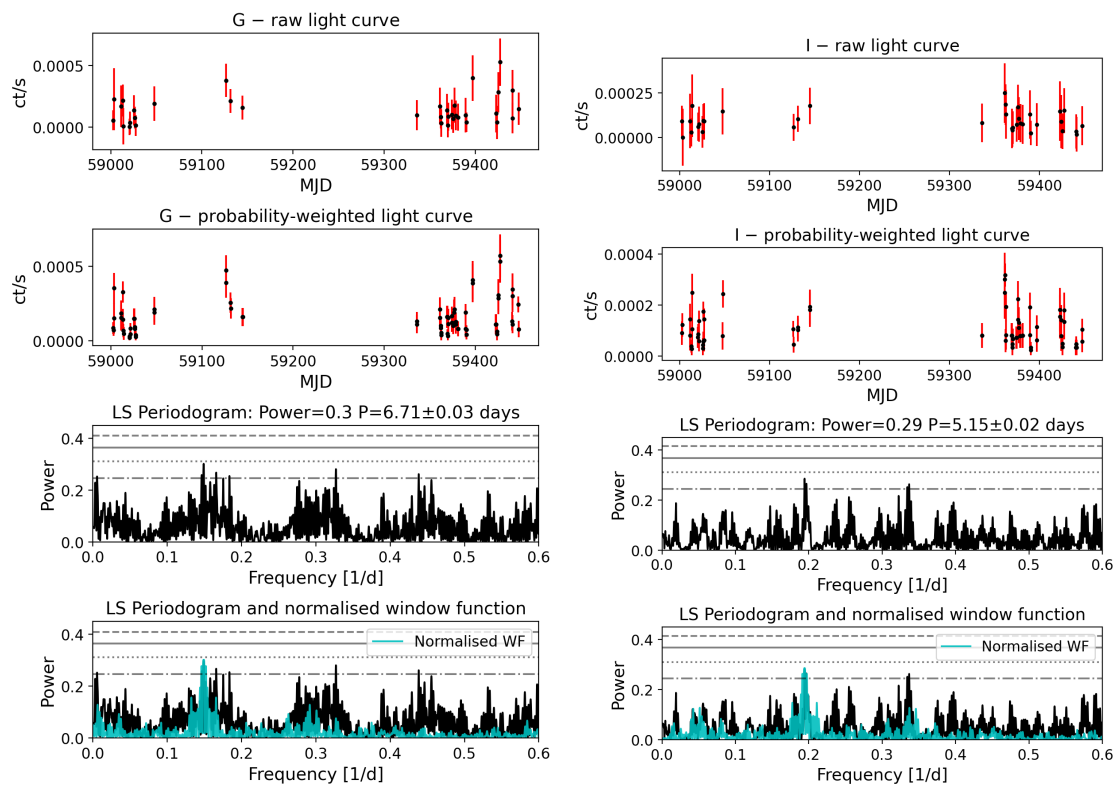 G − raw light curve
ct/s
0.0005
0.0000
59000 59100 59200 59300 59400
MJD
G − probability-weighted light curve
ct/s
0.0005
0.0000
59000 59100 59200 59300 59400
MJD
LS Periodogram: Power=0.3 P=6.71±0.03 days
Power
0.4
0.2
0.0
0.0 0.1 0.2 0.3 0.4 0.5 0.6
Frequency [1/d]
LS Periodogram and normalised window function
Power
0.4
0.2
0.0
Normalised WF
0.0 0.1 0.2 0.3 0.4 0.5 0.6
Frequency [1/d]
I − raw light curve
ct/s
0.00025
0.00000
59000 59100 59200 59300 59400
MJD
I − probability-weighted light curve
ct/s
0.0004
0.0002
0.0000
59000 59100 59200 59300 59400
MJD
LS Periodogram: Power=0.29 P=5.15±0.02 days
Power
0.4
0.2
0.0
0.0 0.1 0.2 0.3 0.4 0.5 0.6
Frequency [1/d]
LS Periodogram and normalised window function
Power
0.4
0.2
0.0
Normalised WF
0.0 0.1 0.2 0.3 0.4 0.5 0.6
Frequency [1/d]